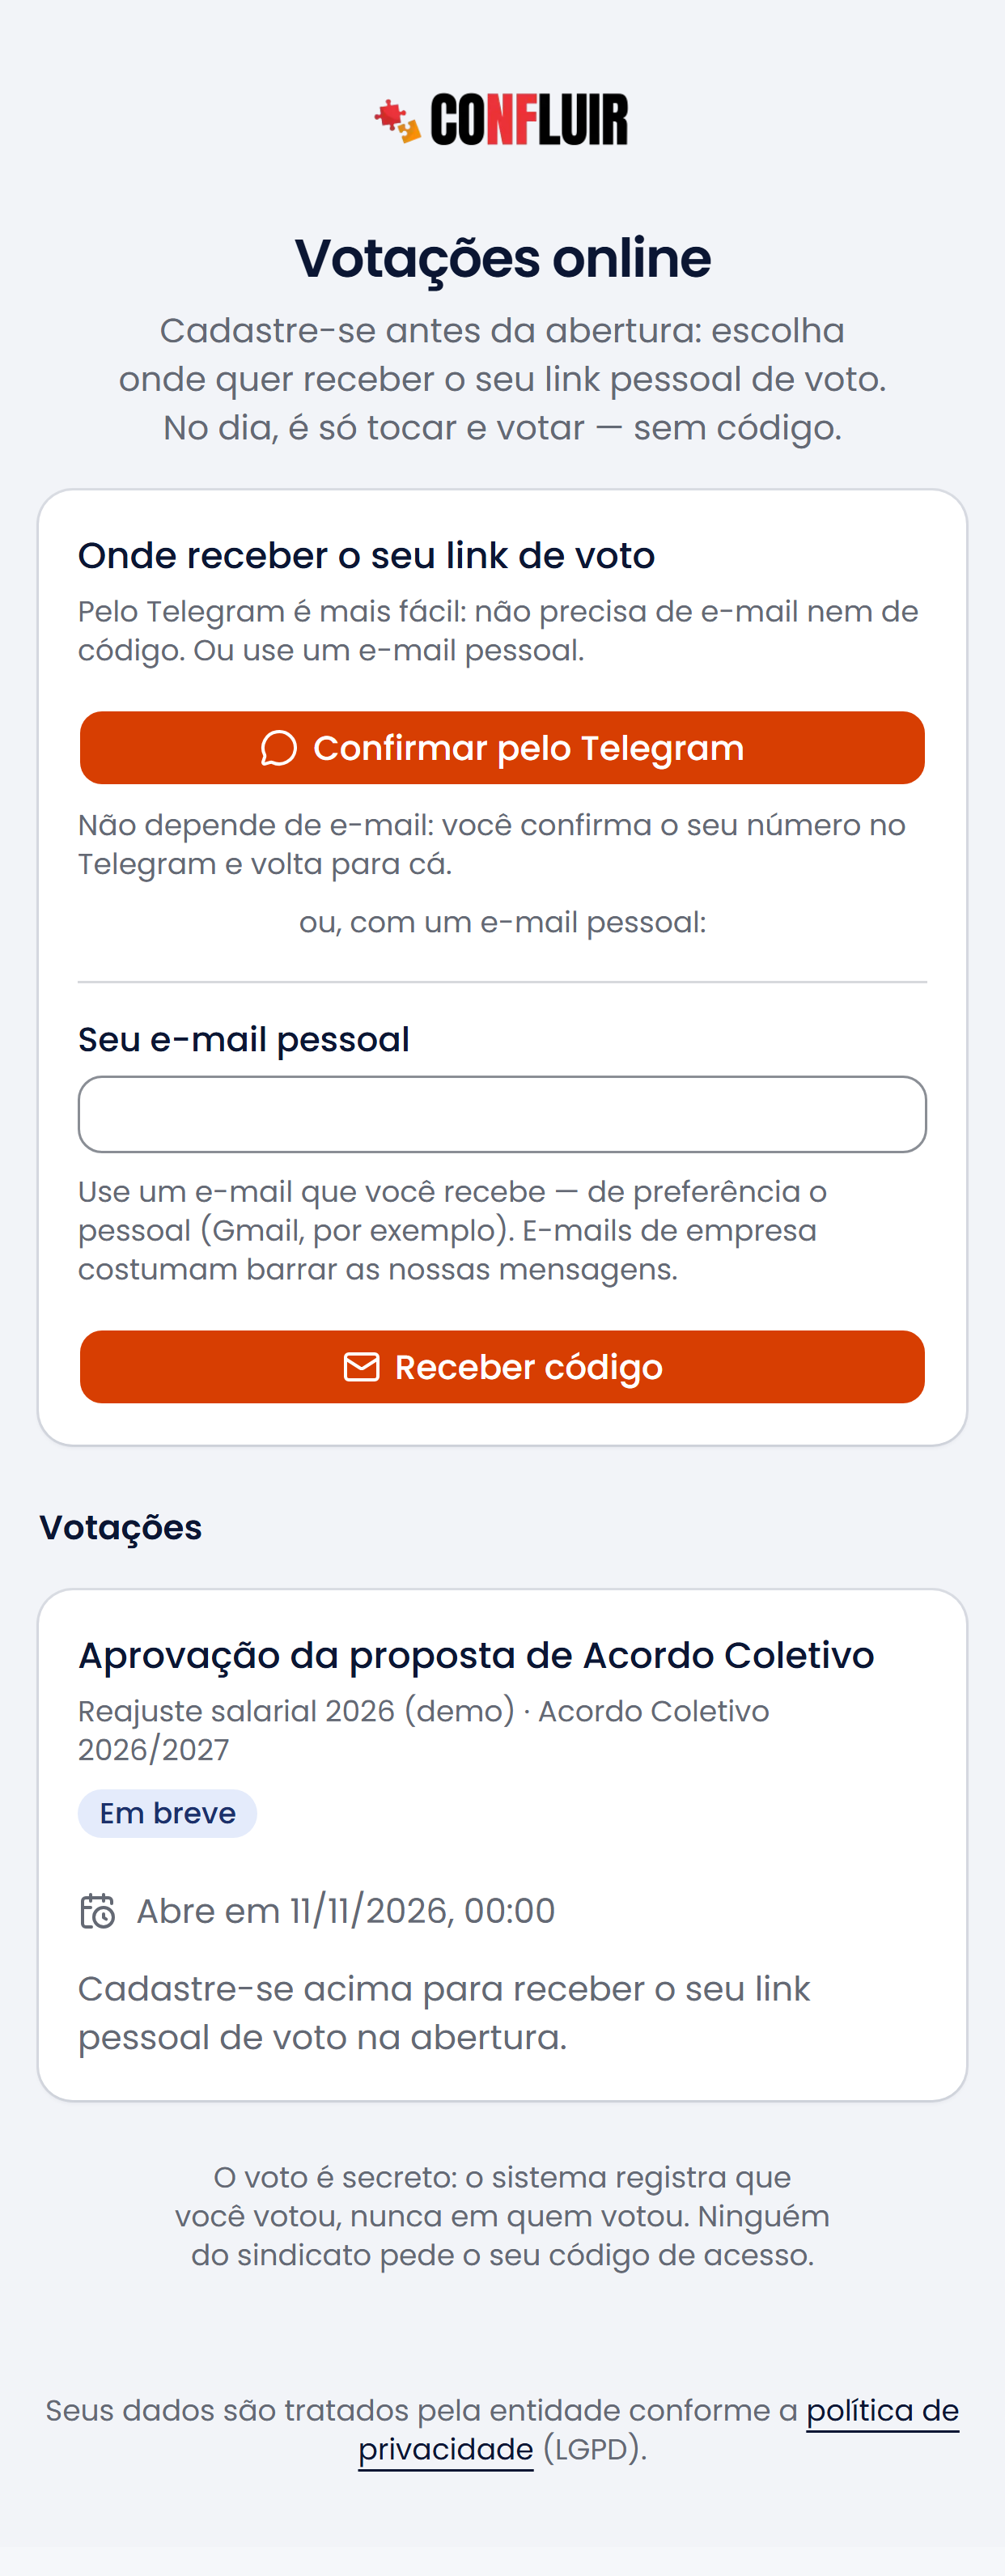 CONFLUIR
Votações online
Cadastre-se antes da abertura: escolha
onde quer receber o seu link pessoal de voto.
No dia, é só tocar e votar — sem código.
Onde receber o seu link de voto
Pelo Telegram é mais fácil: não precisa de e-mail nem de
código. Ou use um e-mail pessoal.
Confirmar pelo Telegram
Não depende de e-mail: você confirma o seu número no
Telegram e volta para cá.
ou, com um e-mail pessoal:
Seu e-mail pessoal
Use um e-mail que você recebe — de preferência o
pessoal (Gmail, por exemplo). E-mails de empresa
costumam barrar as nossas mensagens.
Receber código
Votações
Aprovação da proposta de Acordo Coletivo
Reajuste salarial 2026 (demo) · Acordo Coletivo
2026/2027
Em breve
Abre em 11/11/2026, 00:00
Cadastre-se acima para receber o seu link
pessoal de voto na abertura.
O voto é secreto: o sistema registra que
você votou, nunca em quem votou. Ninguém
do sindicato pede o seu código de acesso.
Seus dados são tratados pela entidade conforme a política de
privacidade (LGPD).